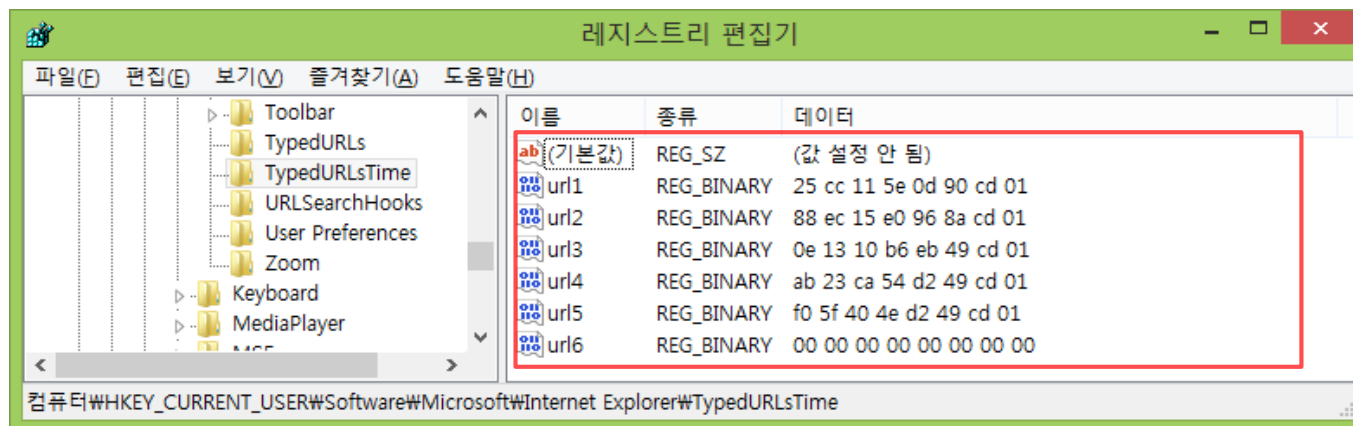 레지스트리 편집기
파일(F) 편집(E) 보기(V) 즐겨찾기(A) 도움말(H)
Toolbar
TypedURLs
TypedURLsTime
URLSearchHooks
User Preferences
Zoom
Keyboard
MediaPlayer
이름 종류 데이터
(기본값) REG_SZ (값 설정 안 됨)
url1 REG_BINARY 25 cc 11 5e 0d 90 cd 01
url2 REG_BINARY 88 ec 15 e0 96 8a cd 01
url3 REG_BINARY 0e 13 10 b6 eb 49 cd 01
url4 REG_BINARY ab 23 ca 54 d2 49 cd 01
url5 REG_BINARY f0 5f 40 4e d2 49 cd 01
url6 REG_BINARY 00 00 00 00 00 00 00 00
컴퓨터₩HKEY_CURRENT_USER₩Software₩Microsoft₩Internet Explorer₩TypedURLsTime